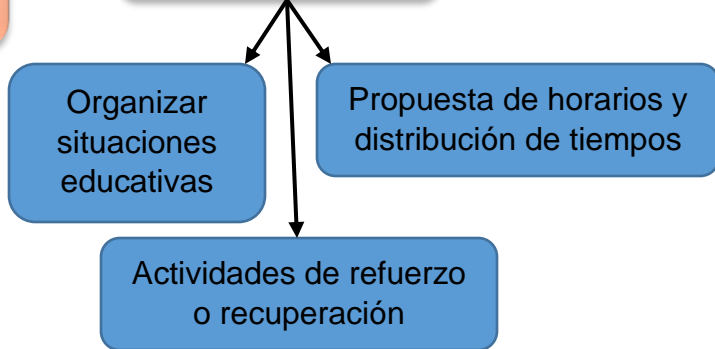 Organizar
situaciones
educativas
Propuesta de horarios y
distribución de tiempos
Actividades de refuerzo
o recuperación